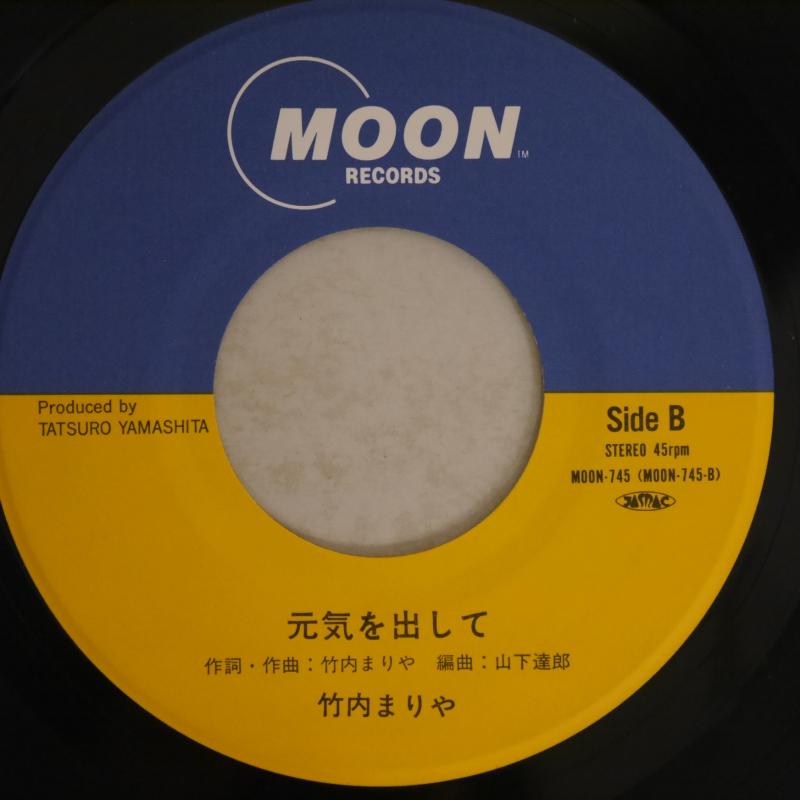 MOON
TM
RECORDS
Produced by
TATSURO YAMASHITA
Side B
STEREO 45rpm
MOON-745 (MOON-745-B)
JASRAC
元気を出して
作詞・作曲：竹内まりや 編曲：山下達郎
竹内まりや